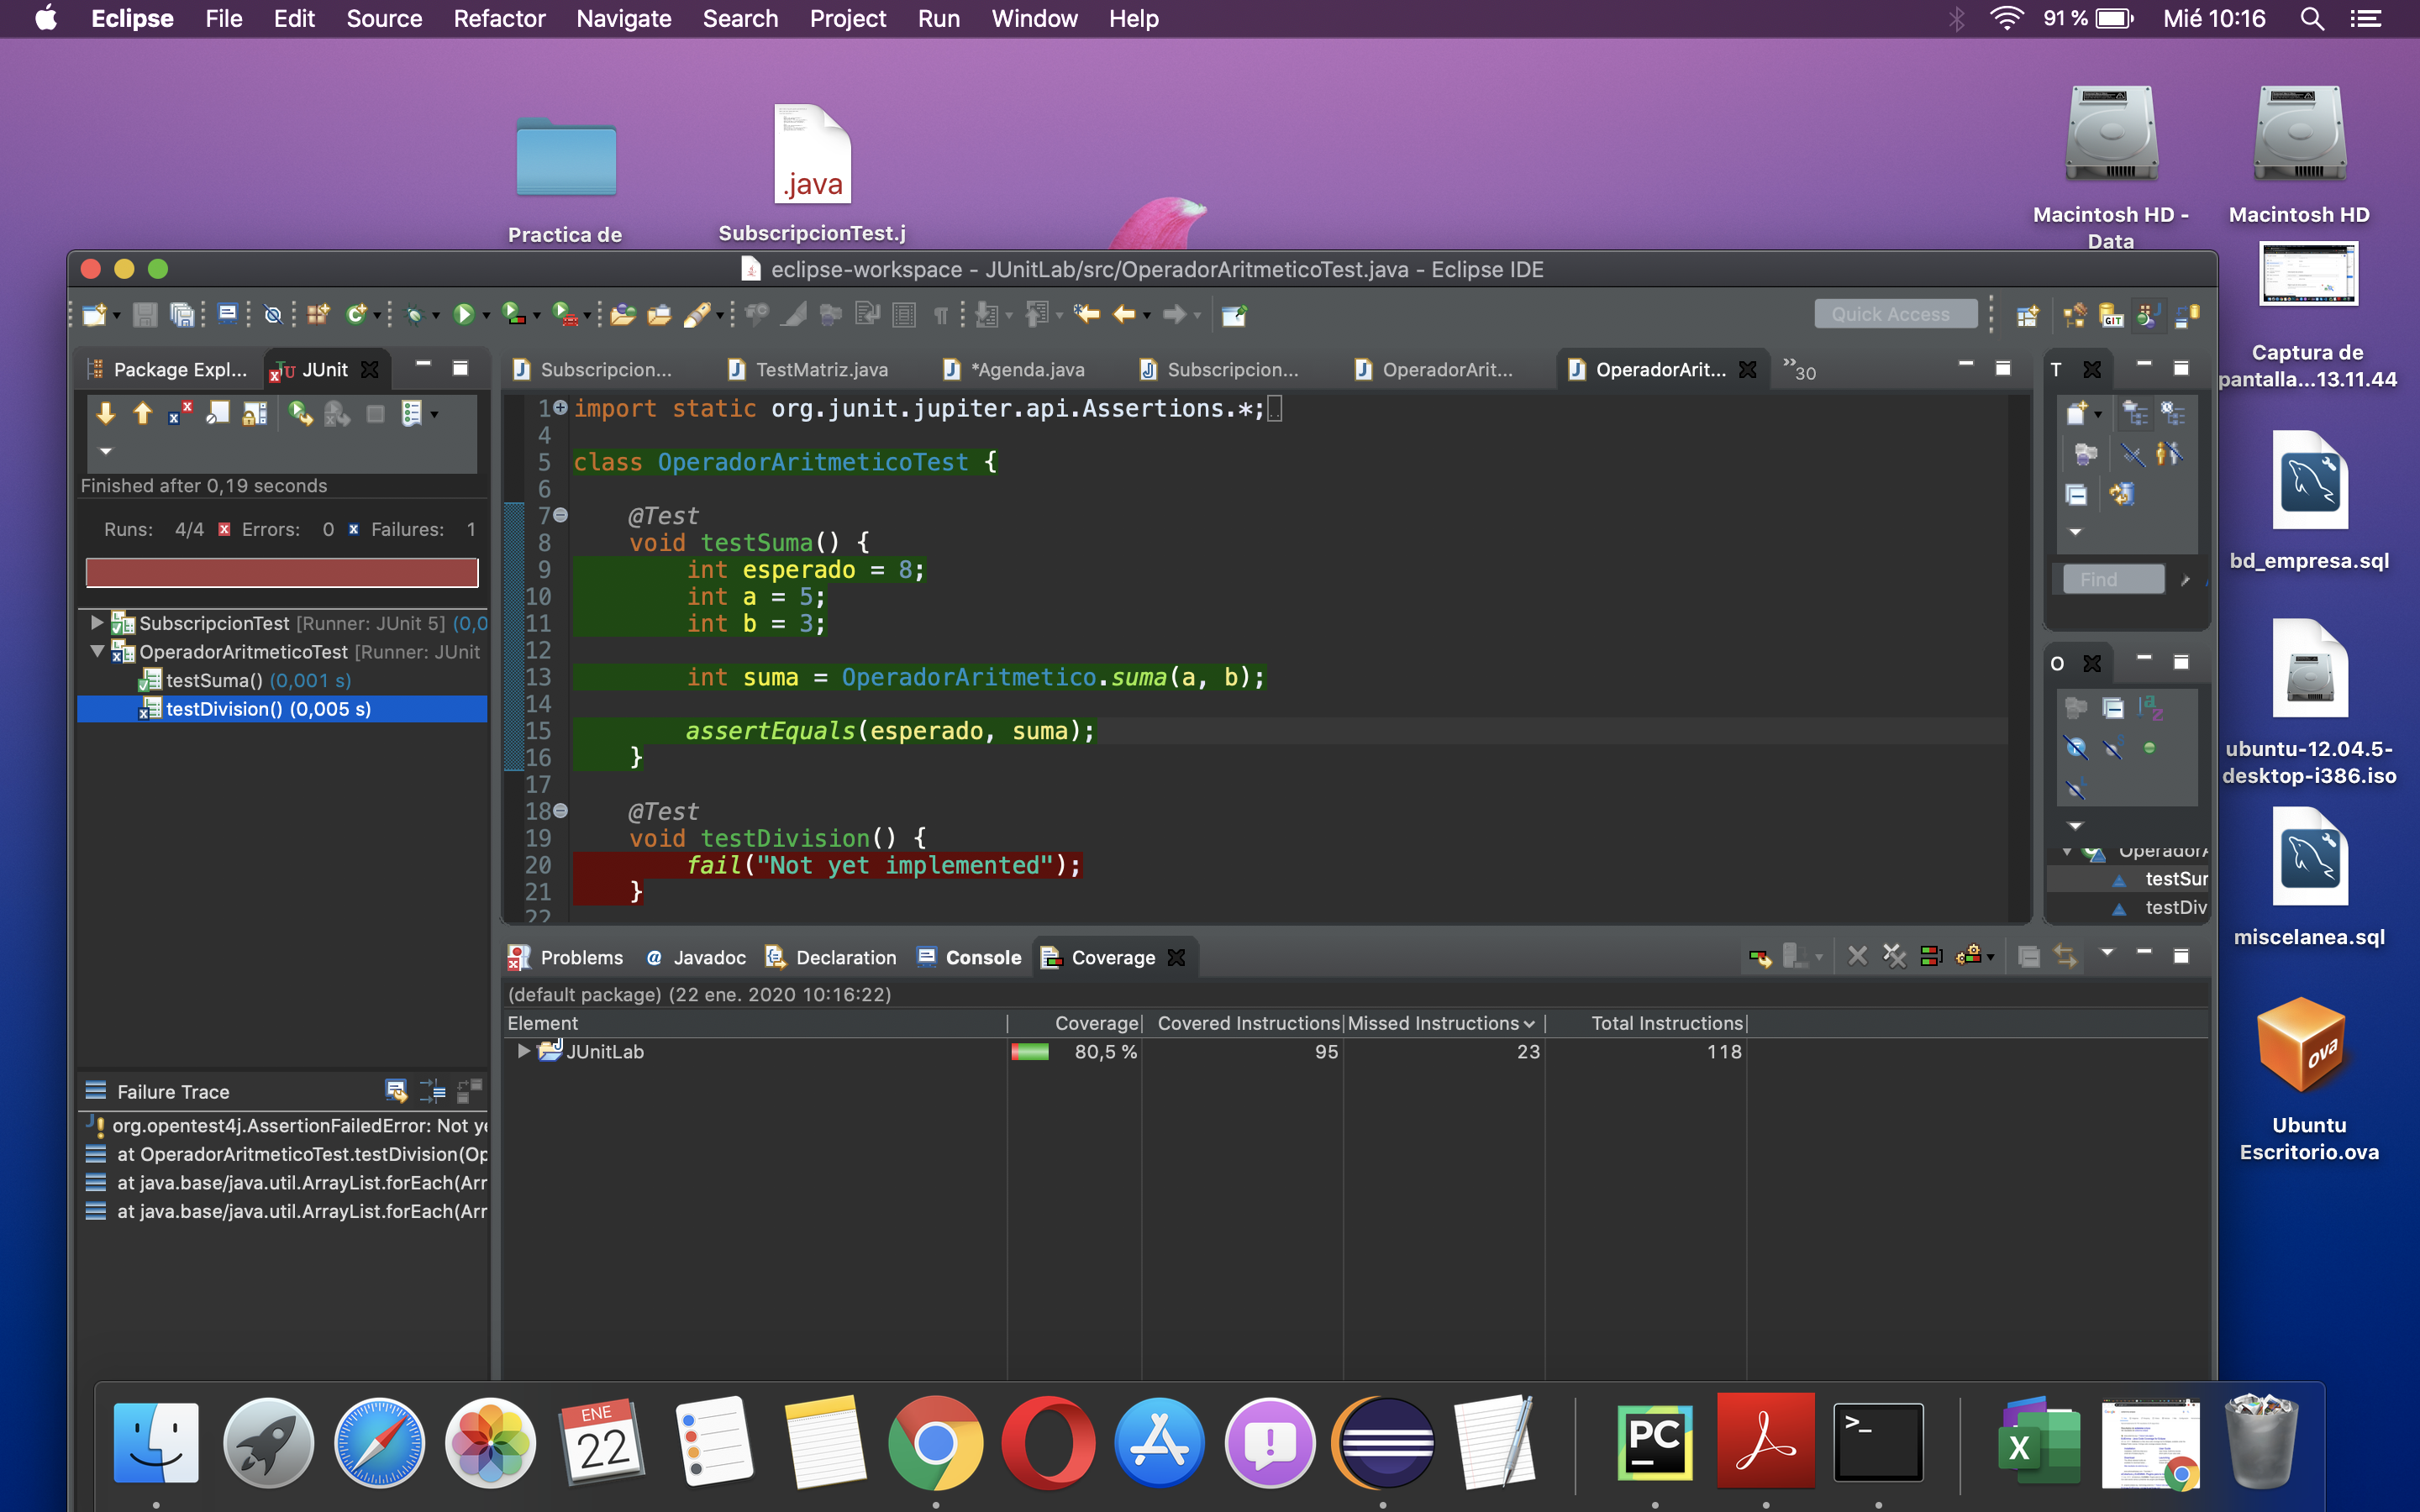 Eclipse File Edit Source Refactor Navigate Search Project Run Window Help 91 % Mié 10:16
.java
Practica de
SubscripcionTest.j
Macintosh HD - Data
Macintosh HD
Captura de pantalla...13.11.44
bd_empresa.sql
ubuntu-12.04.5-desktop-i386.iso
miscelanea.sql
ova
Ubuntu Escritorio.ova
eclipse-workspace - JUnitLab/src/OperadorAritmeticoTest.java - Eclipse IDE
Quick Access
GIT
Package Expl... JUnit
Finished after 0,19 seconds
Runs: 4/4 Errors: 0 Failures: 1
SubscripcionTest [Runner: JUnit 5] (0,0
OperadorAritmeticoTest [Runner: JUnit
testSuma() (0,001 s)
testDivision() (0,005 s)
Failure Trace
org.opentest4j.AssertionFailedError: Not ye
at OperadorAritmeticoTest.testDivision(Op
at java.base/java.util.ArrayList.forEach(Arr
at java.base/java.util.ArrayList.forEach(Arr
Subscripcion... TestMatriz.java *Agenda.java Subscripcion... OperadorArit... OperadorArit... »30
1 import static org.junit.jupiter.api.Assertions.*;
4
5 class OperadorAritmeticoTest {
6
7 @Test
8 void testSuma() {
9 int esperado = 8;
10 int a = 5;
11 int b = 3;
12
13 int suma = OperadorAritmetico.suma(a, b);
14
15 assertEquals(esperado, suma);
16 }
17
18 @Test
19 void testDivision() {
20 fail("Not yet implemented");
21 }
22
T
Find
O
OperadorA
testSur
testDiv
Problems Javadoc Declaration Console Coverage
(default package) (22 ene. 2020 10:16:22)
Element Coverage Covered Instructions Missed Instructions Total Instructions
JUnitLab 80,5 % 95 23 118
ENE
22
PC
>_
X